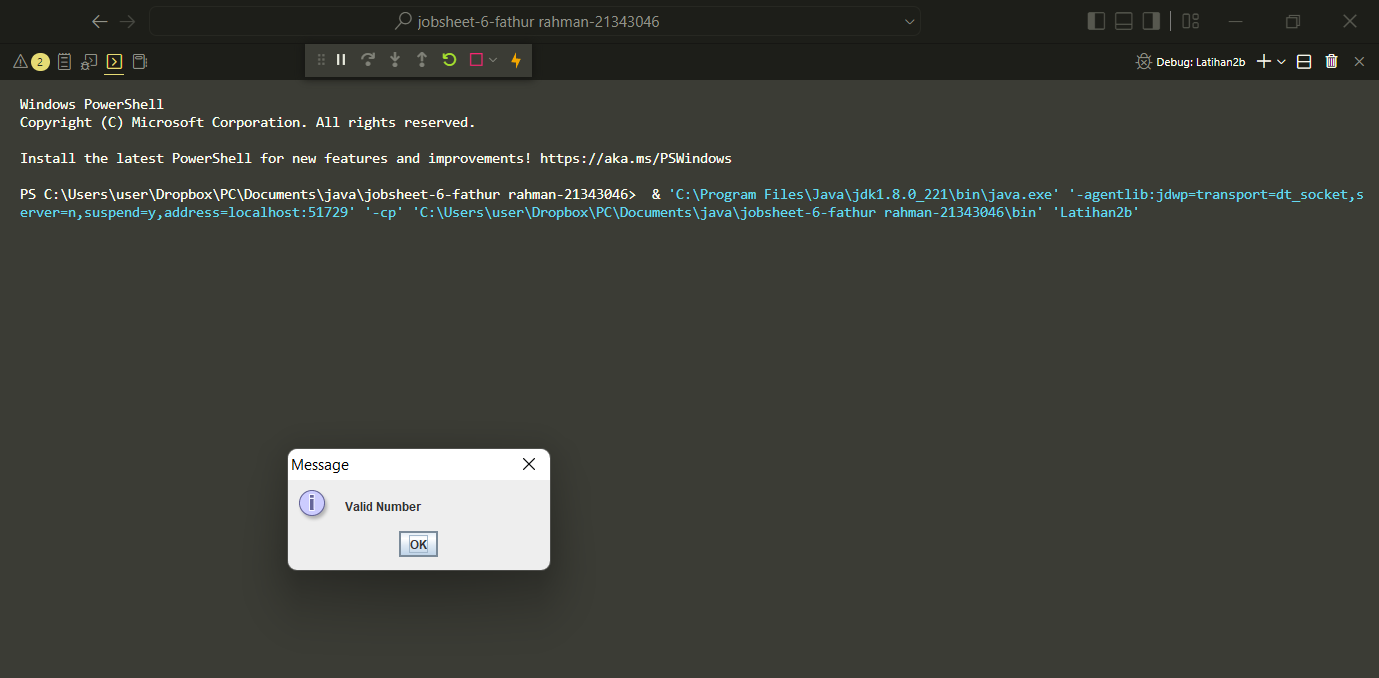 jobsheet-6-fathur rahman-21343046
2
Debug: Latihan2b
Windows PowerShell
Copyright (C) Microsoft Corporation. All rights reserved.
Install the latest PowerShell for new features and improvements! https://aka.ms/PSWindows
PS C:\Users\user\Dropbox\PC\Documents\java\jobsheet-6-fathur rahman-21343046>  & 'C:\Program Files\Java\jdk1.8.0_221\bin\java.exe' '-agentlib:jdwp=transport=dt_socket,s
erver=n,suspend=y,address=localhost:51729' '-cp' 'C:\Users\user\Dropbox\PC\Documents\java\jobsheet-6-fathur rahman-21343046\bin' 'Latihan2b'
Message
i
Valid Number
OK